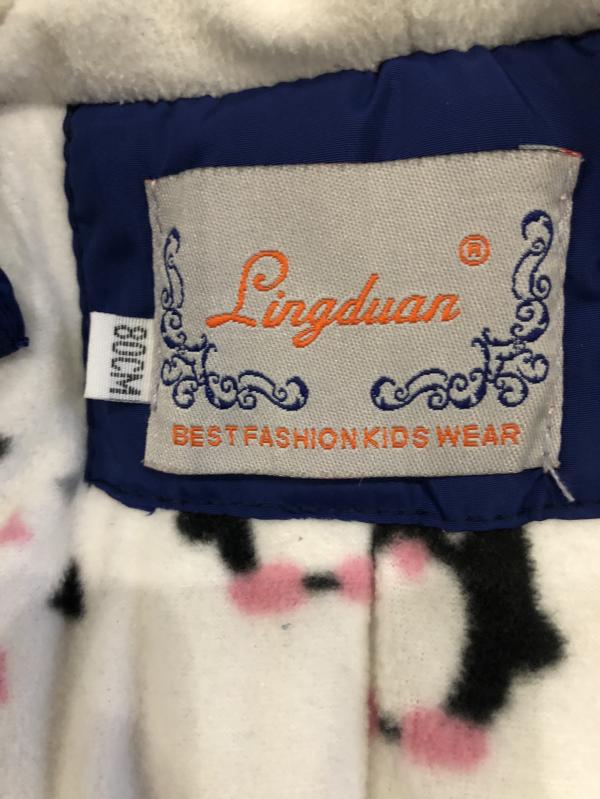 Lingduan ®
80CM
BEST FASHION KIDS WEAR